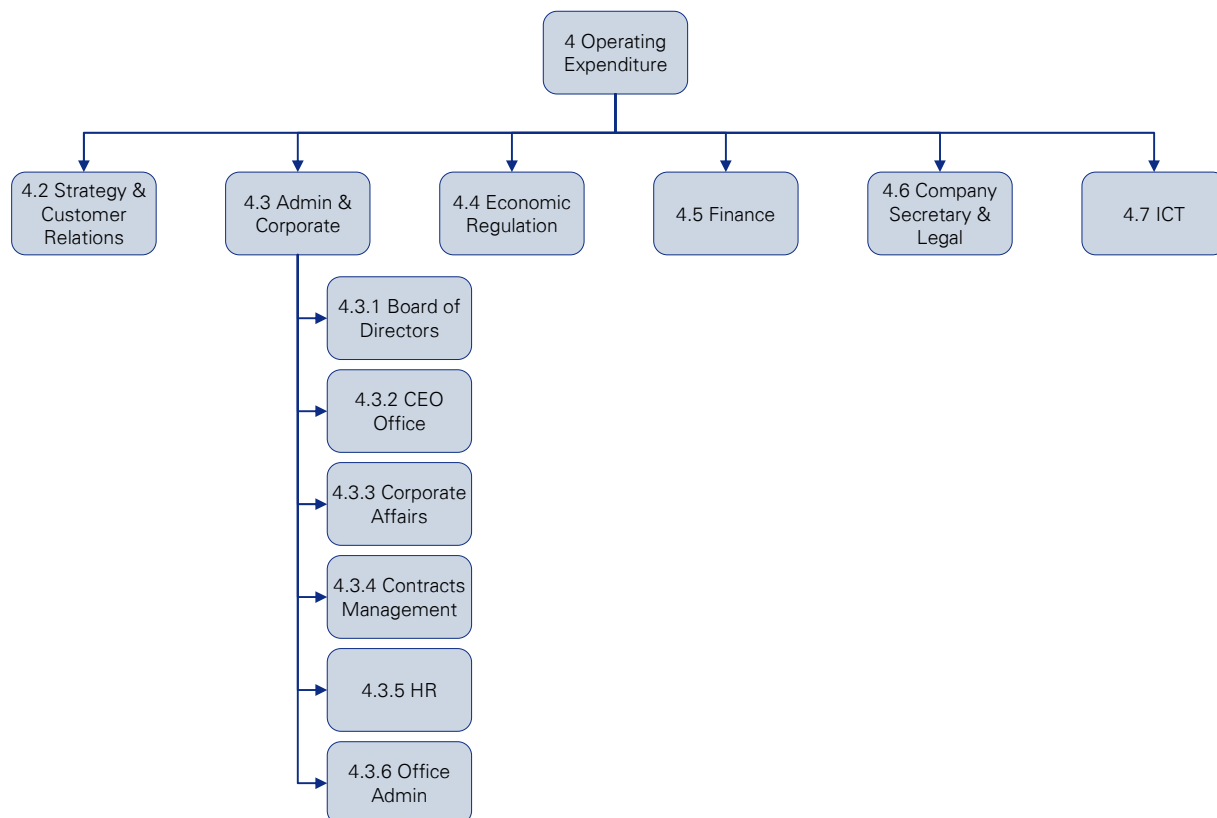 4 Operating
Expenditure
4.2 Strategy &
Customer
Relations
4.3 Admin &
Corporate
4.4 Economic
Regulation
4.5 Finance
4.6 Company
Secretary &
Legal
4.7 ICT
4.3.1 Board of
Directors
4.3.2 CEO
Office
4.3.3 Corporate
Affairs
4.3.4 Contracts
Management
4.3.5 HR
4.3.6 Office
Admin